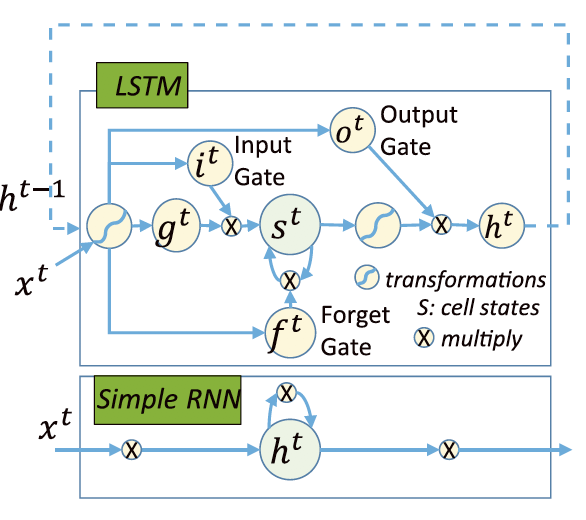 LSTM
Output
Gate
o^t
Input
Gate
i^t
h^{t-1}
g^t
X
s^t
X
h^t
x^t
X
transformations
S: cell states
X multiply
f^t
Forget
Gate
Simple RNN
X
x^t
X
h^t
X